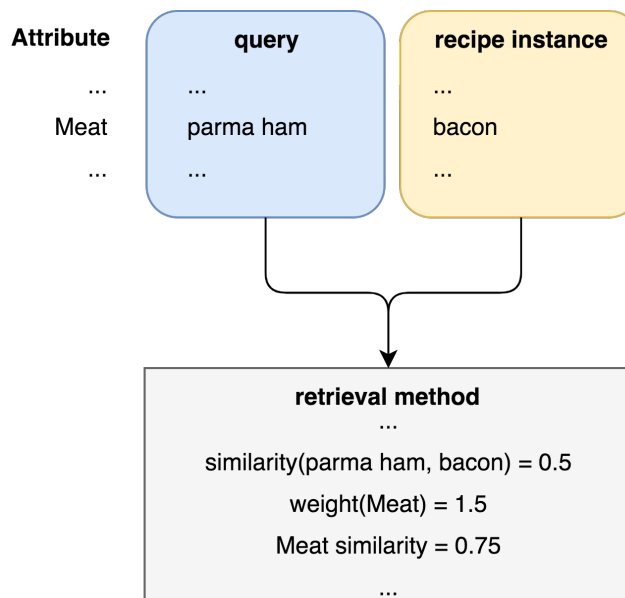 Attribute query recipe instance
... ... ...
Meat parma ham bacon
... ... ...
retrieval method
...
similarity(parma ham, bacon) = 0.5
weight(Meat) = 1.5
Meat similarity = 0.75
...